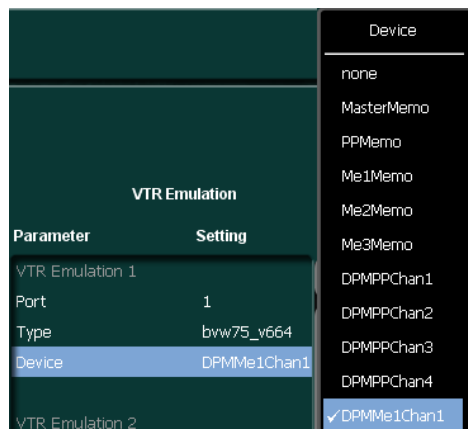 VTR Emulation
Parameter Setting
VTR Emulation 1
Port 1
Type bvw75_v664
Device DPMMe1Chan1
VTR Emulation 2
Device
none
MasterMemo
PPMemo
Me1Memo
Me2Memo
Me3Memo
DPMPPChan1
DPMPPChan2
DPMPPChan3
DPMPPChan4
✓DPMMe1Chan1